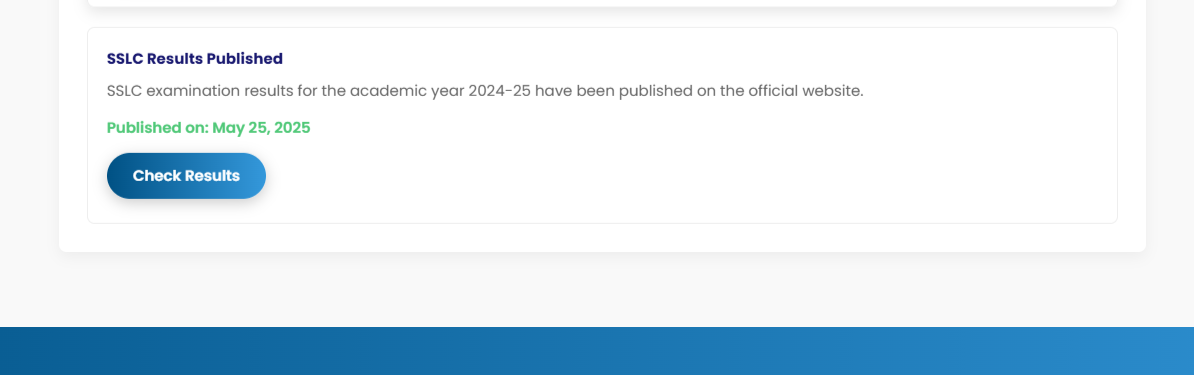 SSLC Results Published
SSLC examination results for the academic year 2024-25 have been published on the official website.
Published on: May 25, 2025
Check Results